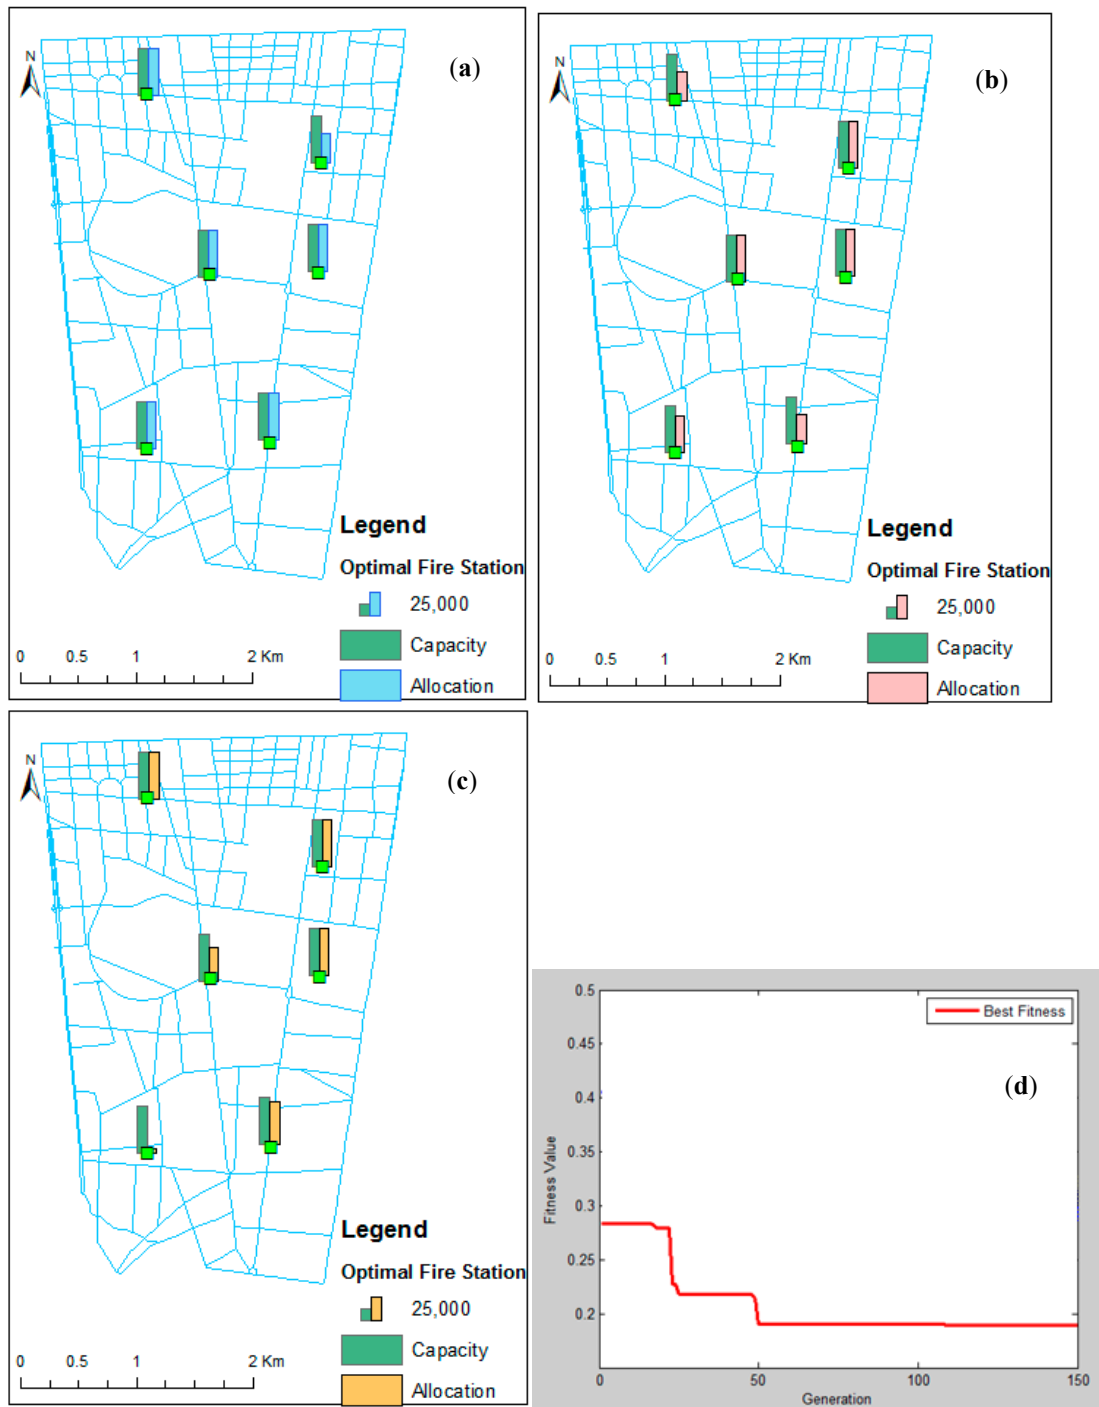 N
(a)
Legend
Optimal Fire Station
25,000
Capacity
Allocation
0 0.5 1 2 Km
N
(b)
Legend
Optimal Fire Station
25,000
Capacity
Allocation
0 0.5 1 2 Km
N
(c)
Legend
Optimal Fire Station
25,000
Capacity
Allocation
0 0.5 1 2 Km
(d)
Best Fitness
0.5
0.45
0.4
0.35
0.3
0.25
0.2
Fitness Value
0 50 100 150
Generation